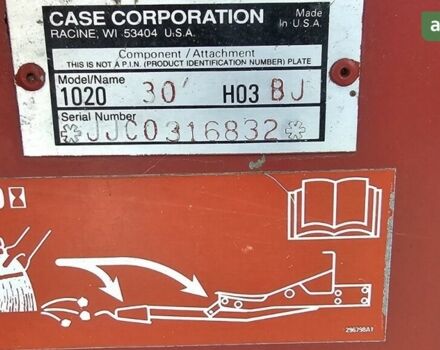 CASE CORPORATION
RACINE, WI 53404 U.S.A.
Made
In U.S.A.
Component / Attachment
THIS IS NOT A P.I.N. (PRODUCT IDENTIFICATION NUMBER) PLATE
Model/Name
1020 30' H03 BJ
Serial Number
*JJC0316832*
296798A1